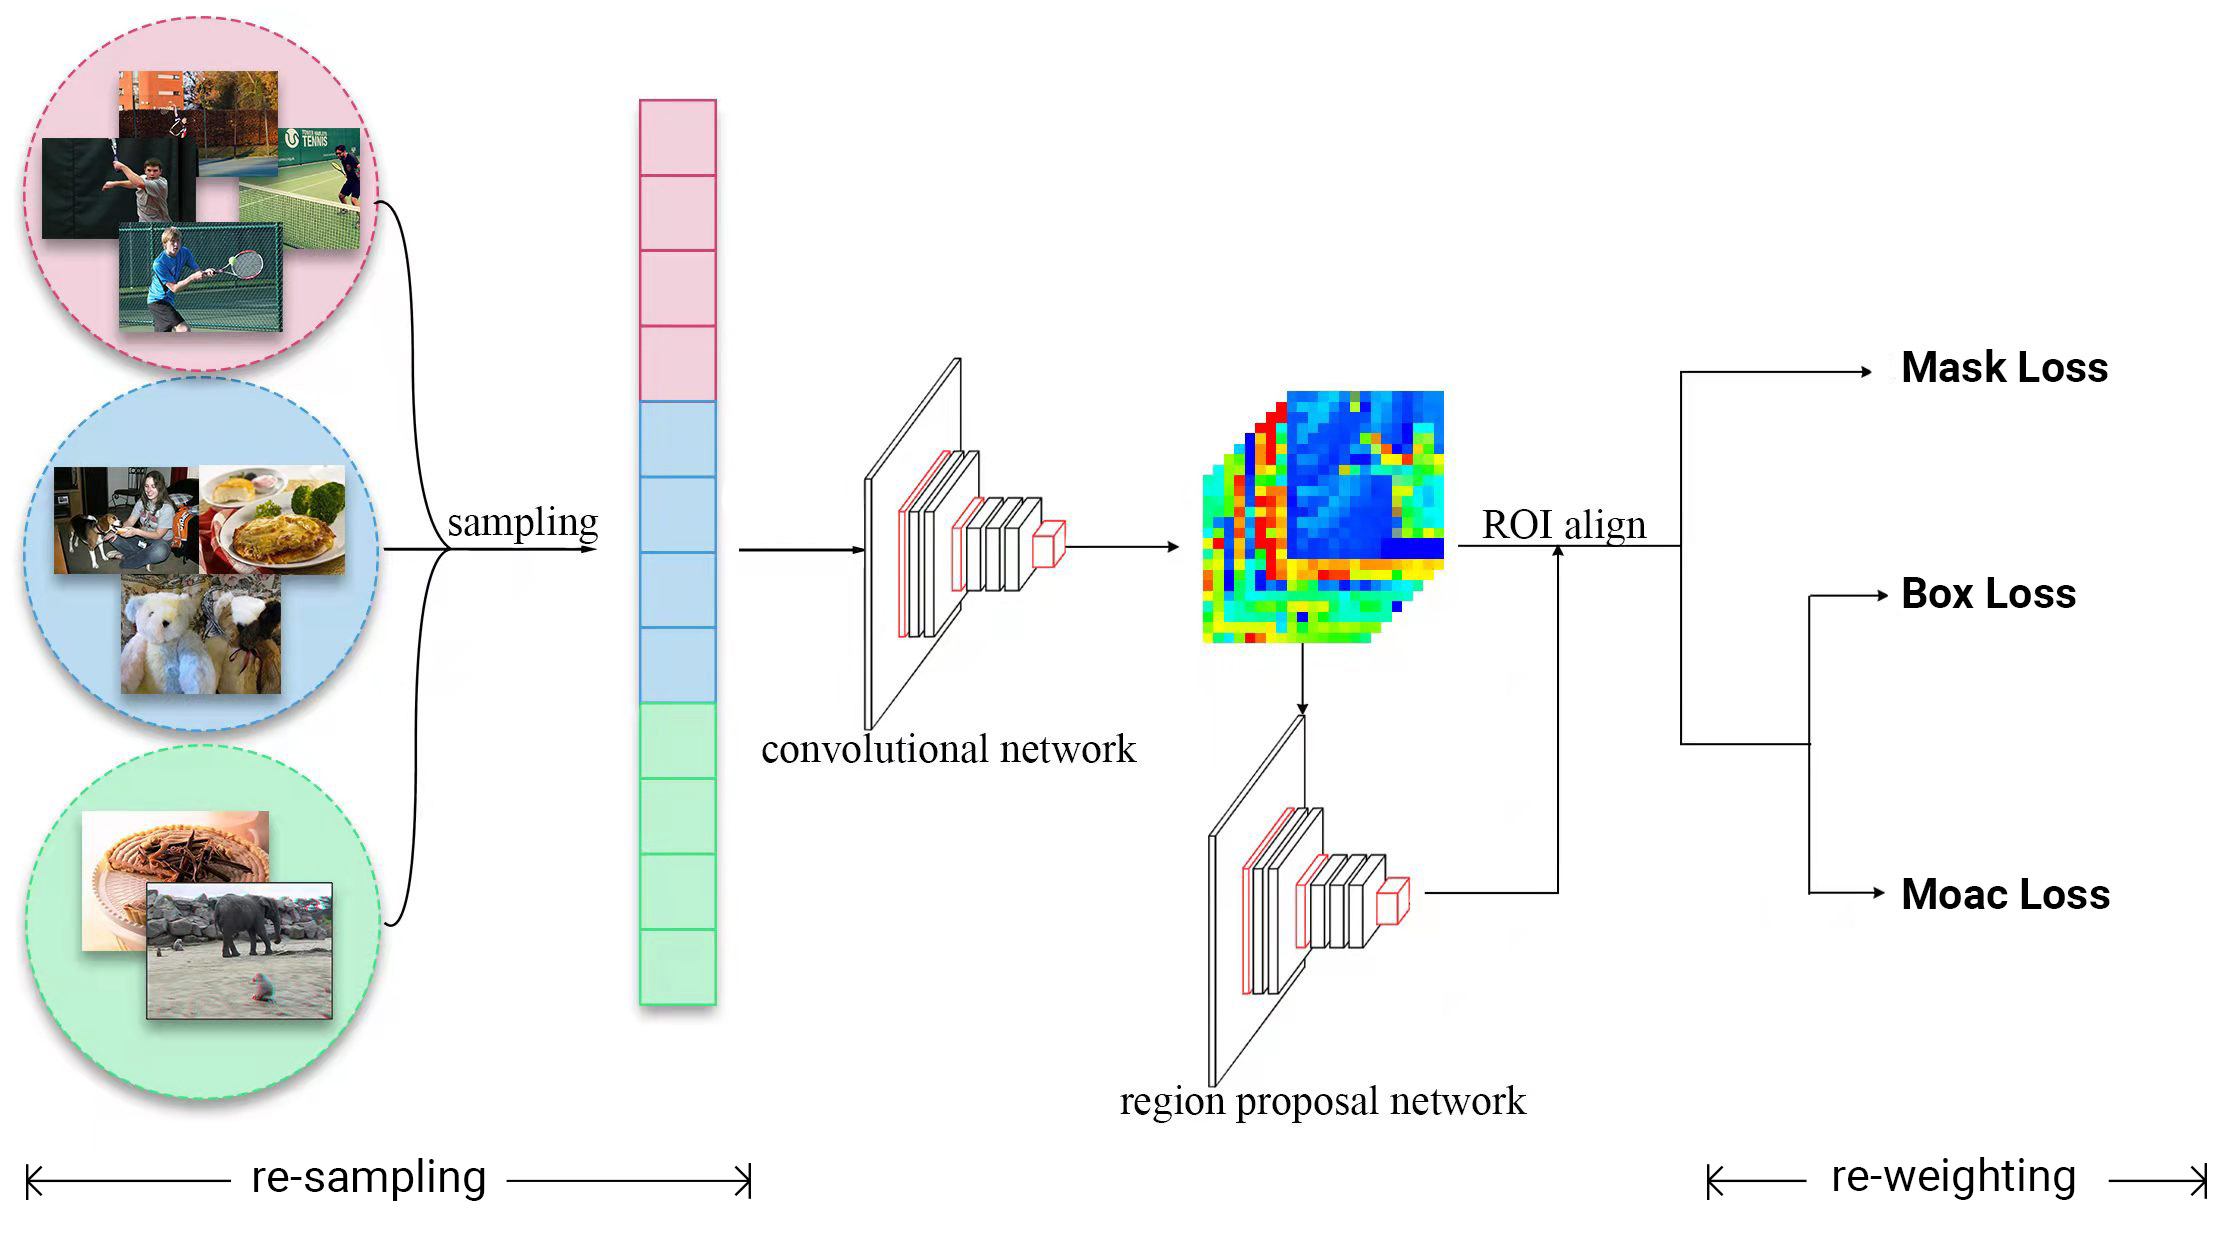 TENNIS
sampling
convolutional network
region proposal network
ROI align
Mask Loss
Box Loss
Moac Loss
re-sampling
re-weighting